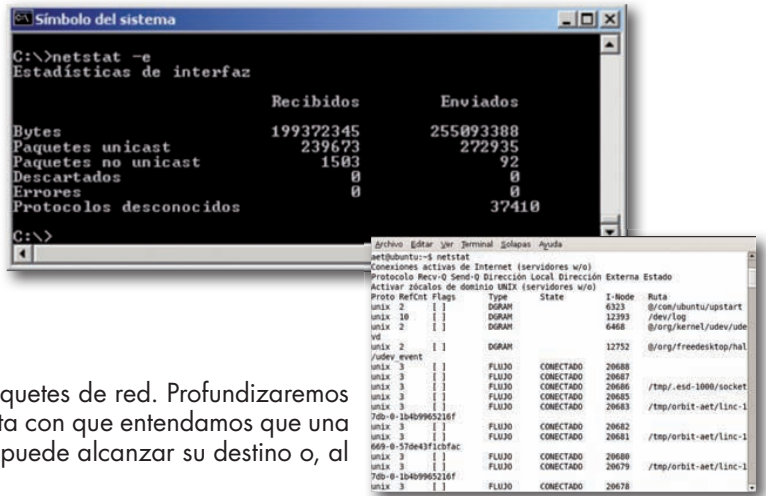 Símbolo del sistema
C:\>netstat -e
Estadísticas de interfaz
Recibidos Enviados
Bytes 199372345 255093388
Paquetes unicast 239673 272935
Paquetes no unicast 1503 92
Descartados 0 0
Errores 0 0
Protocolos desconocidos 37410
C:\>
Archivo Editar Ver Terminal Solapas Ayuda
aet@ubuntu:~$ netstat
Conexiones activas de Internet (servidores w/o)
Protocolo Recv-Q Send-Q Dirección Local Dirección Externa Estado
Activar zócalos de dominio UNIX (servidores w/o)
Proto RefCnt Flags Type State I-Node Ruta
unix 2 [ ] DGRAM 6323 @/com/ubuntu/upstart
unix 10 [ ] DGRAM 12393 /dev/log
unix 2 [ ] DGRAM 6468 @/org/kernel/udev/ude
vd
unix 2 [ ] DGRAM 12752 @/org/freedesktop/hal
/udev_event
unix 3 [ ] FLUJO CONECTADO 20688
unix 3 [ ] FLUJO CONECTADO 20687
unix 3 [ ] FLUJO CONECTADO 20686 /tmp/.esd-1000/socket
unix 3 [ ] FLUJO CONECTADO 20685
unix 3 [ ] FLUJO CONECTADO 20683 /tmp/orbit-aet/linc-1
7db-0-1b4b9965216f
unix 3 [ ] FLUJO CONECTADO 20682
unix 3 [ ] FLUJO CONECTADO 20681 /tmp/orbit-aet/linc-1
669-0-57de43f1cbfac
unix 3 [ ] FLUJO CONECTADO 20680
unix 3 [ ] FLUJO CONECTADO 20679 /tmp/orbit-aet/linc-1
7db-0-1b4b9965216f
unix 3 [ ] FLUJO CONECTADO 20678
quetes de red. Profundizaremos
ta con que entendamos que una
puede alcanzar su destino o, al